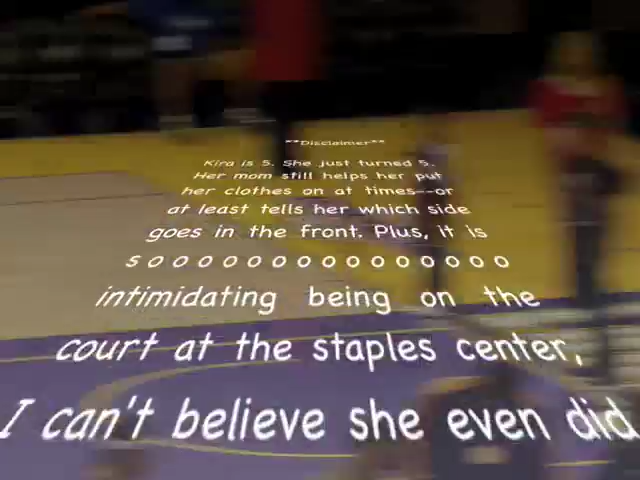 **Disclaimer**
Kira is 5. She just turned 5.
Her mom still helps her put
her clothes on at times--or
at least tells her which side
goes in the front. Plus, it is
s o o o o o o o o o o o o o o o o
intimidating being on the
court at the staples center,
I can't believe she even did